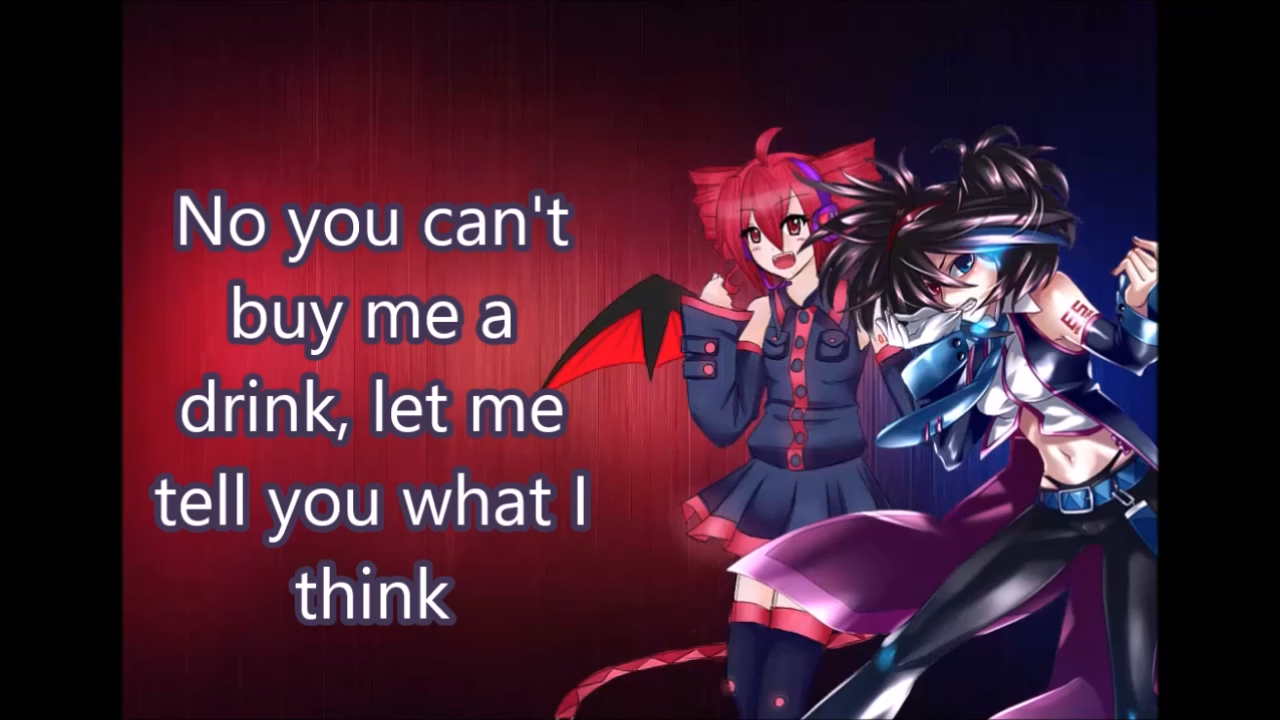 No you can't
buy me a
drink, let me
tell you what I
think